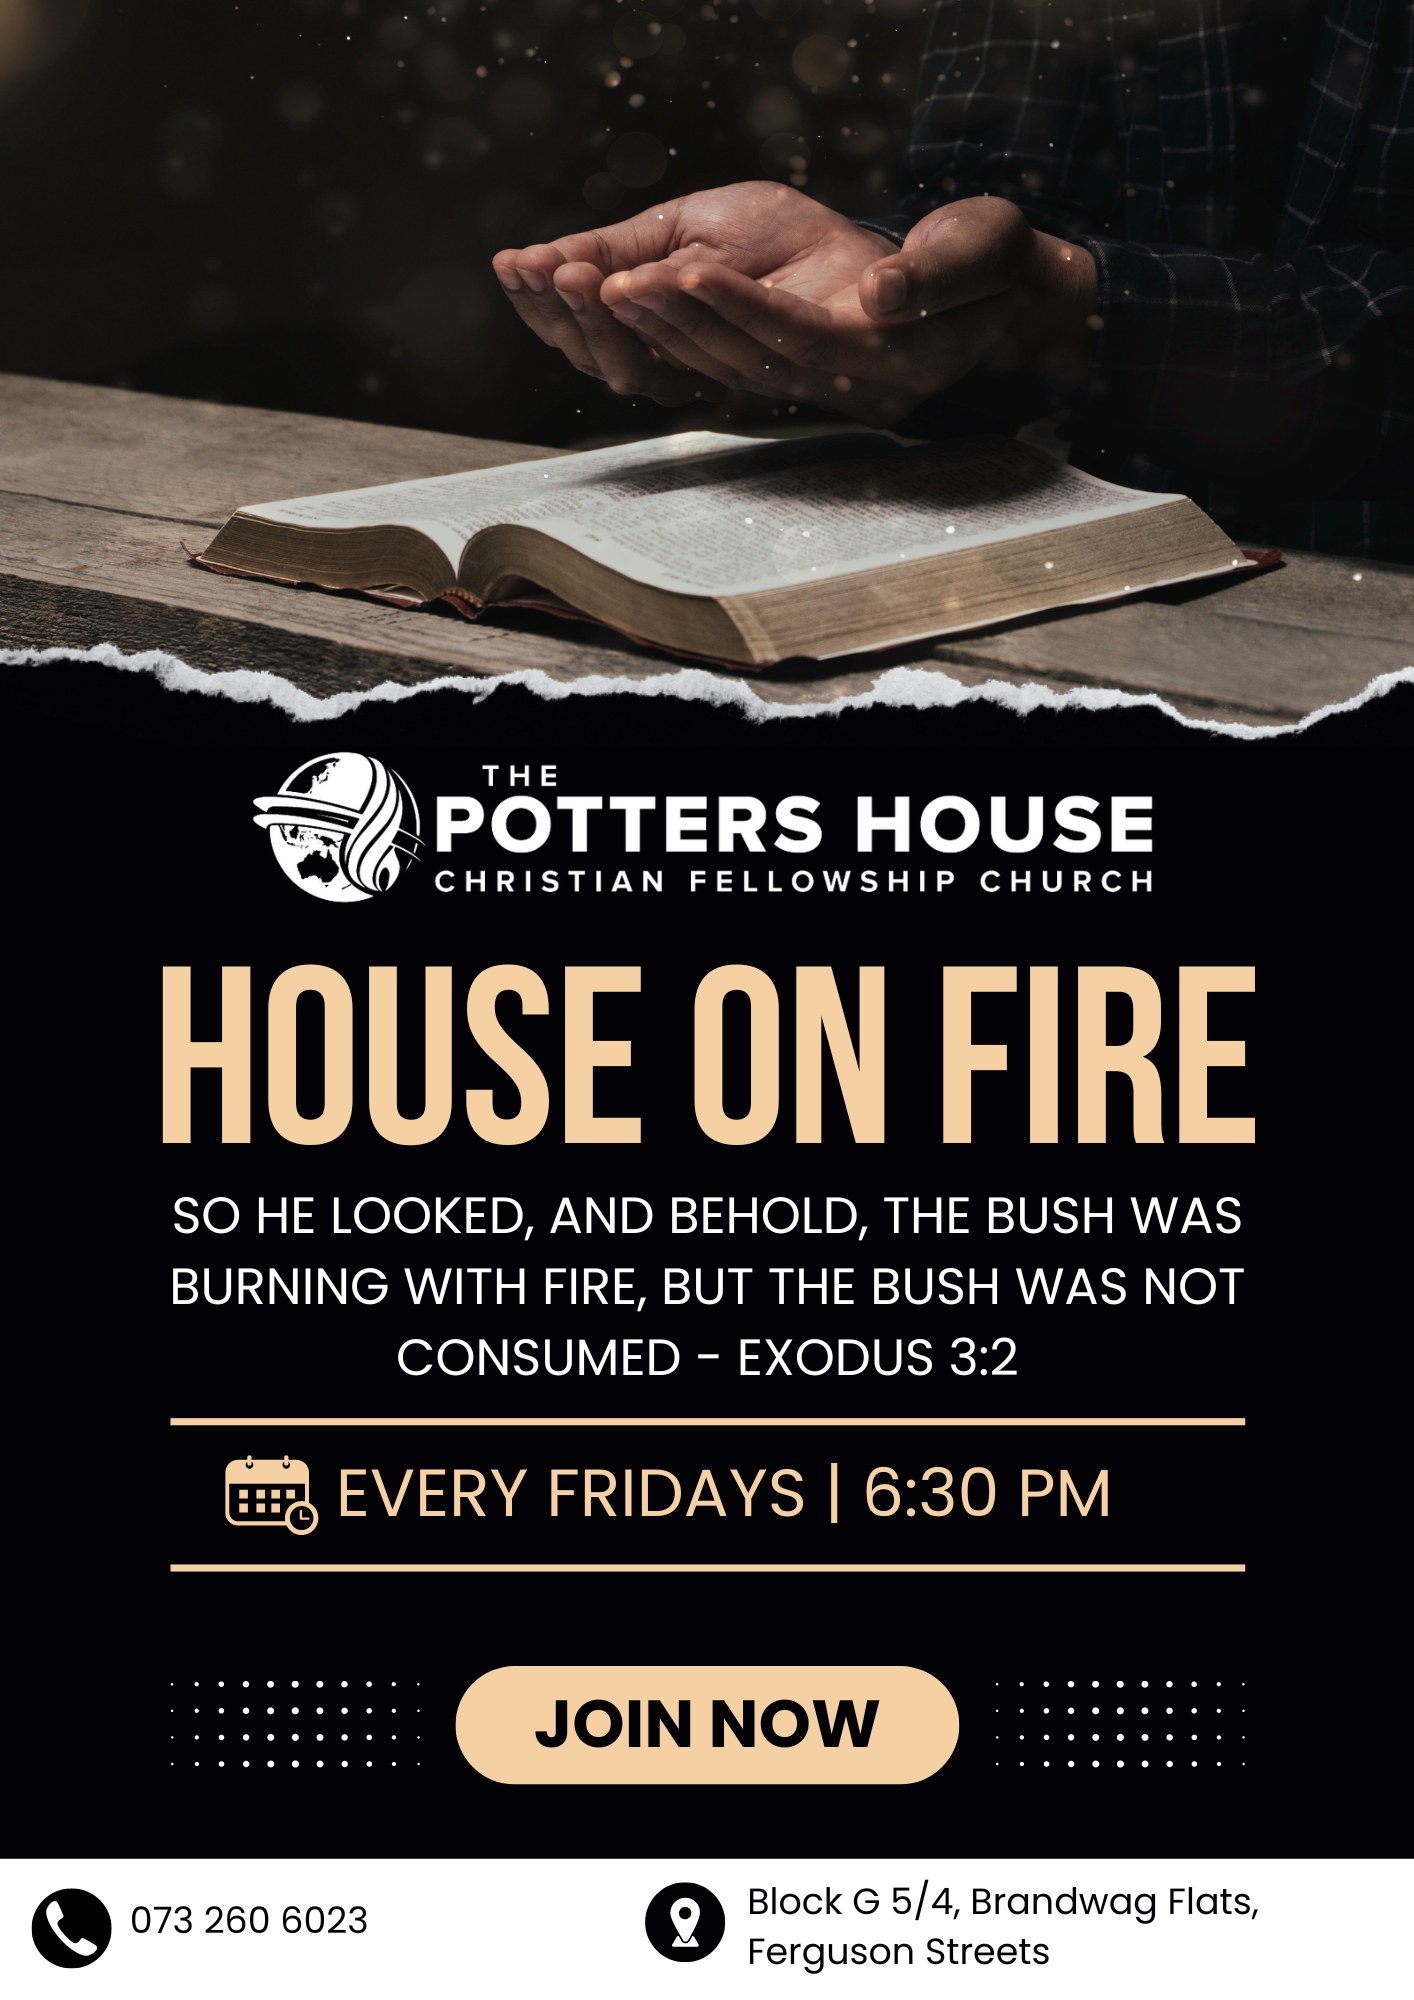 THE
POTTERS HOUSE
CHRISTIAN FELLOWSHIP CHURCH
HOUSE ON FIRE
SO HE LOOKED, AND BEHOLD, THE BUSH WAS
BURNING WITH FIRE, BUT THE BUSH WAS NOT
CONSUMED - EXODUS 3:2
EVERY FRIDAYS | 6:30 PM
JOIN NOW
073 260 6023
Block G 5/4, Brandwag Flats,
Ferguson Streets